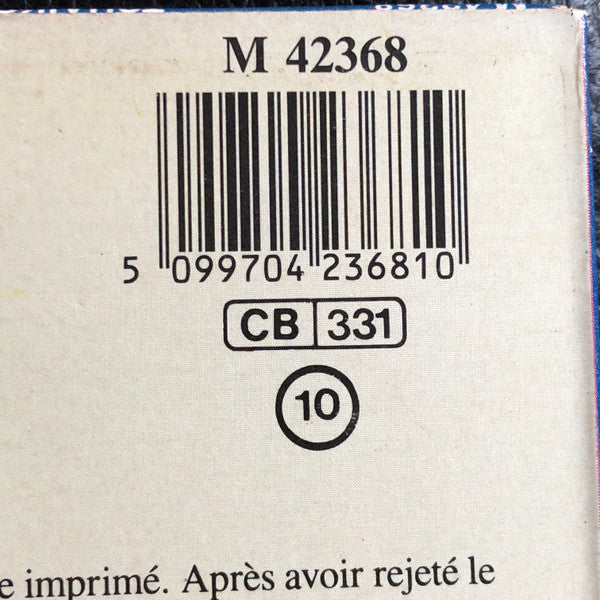 M 42368
5 099704 236810
CB 331
10
e imprimé. Après avoir rejeté le